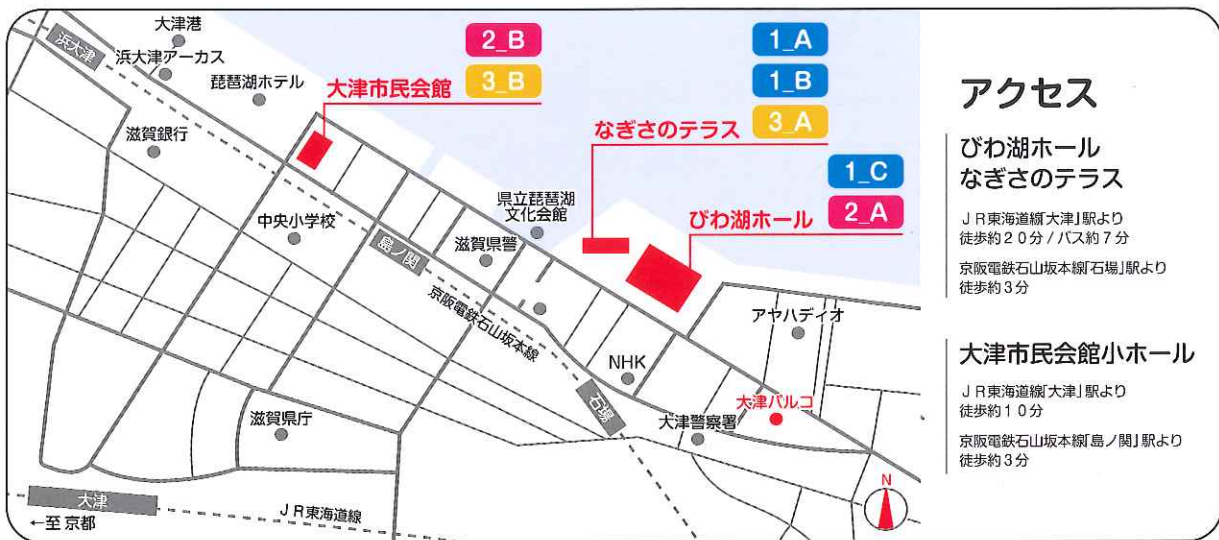 大津港
浜大津
浜大津アーカス
琵琶湖ホテル
滋賀銀行
2_B
3_B
大津市民会館
1_A
1_B
3_A
なぎさのテラス
1_C
2_A
びわ湖ホール
県立琵琶湖
文化会館
中央小学校
島ノ関
滋賀県警
京阪電鉄石山坂本線
アヤハディオ
NHK
石場
大津パルコ
大津警察署
滋賀県庁
大津
←至 京都
JR東海道線
N
アクセス
びわ湖ホール
なぎさのテラス
JR東海道線「大津」駅より
徒歩約20分/バス約7分
京阪電鉄石山坂本線「石場」駅より
徒歩約3分
大津市民会館小ホール
JR東海道線「大津」駅より
徒歩約10分
京阪電鉄石山坂本線「島ノ関」駅より
徒歩約3分